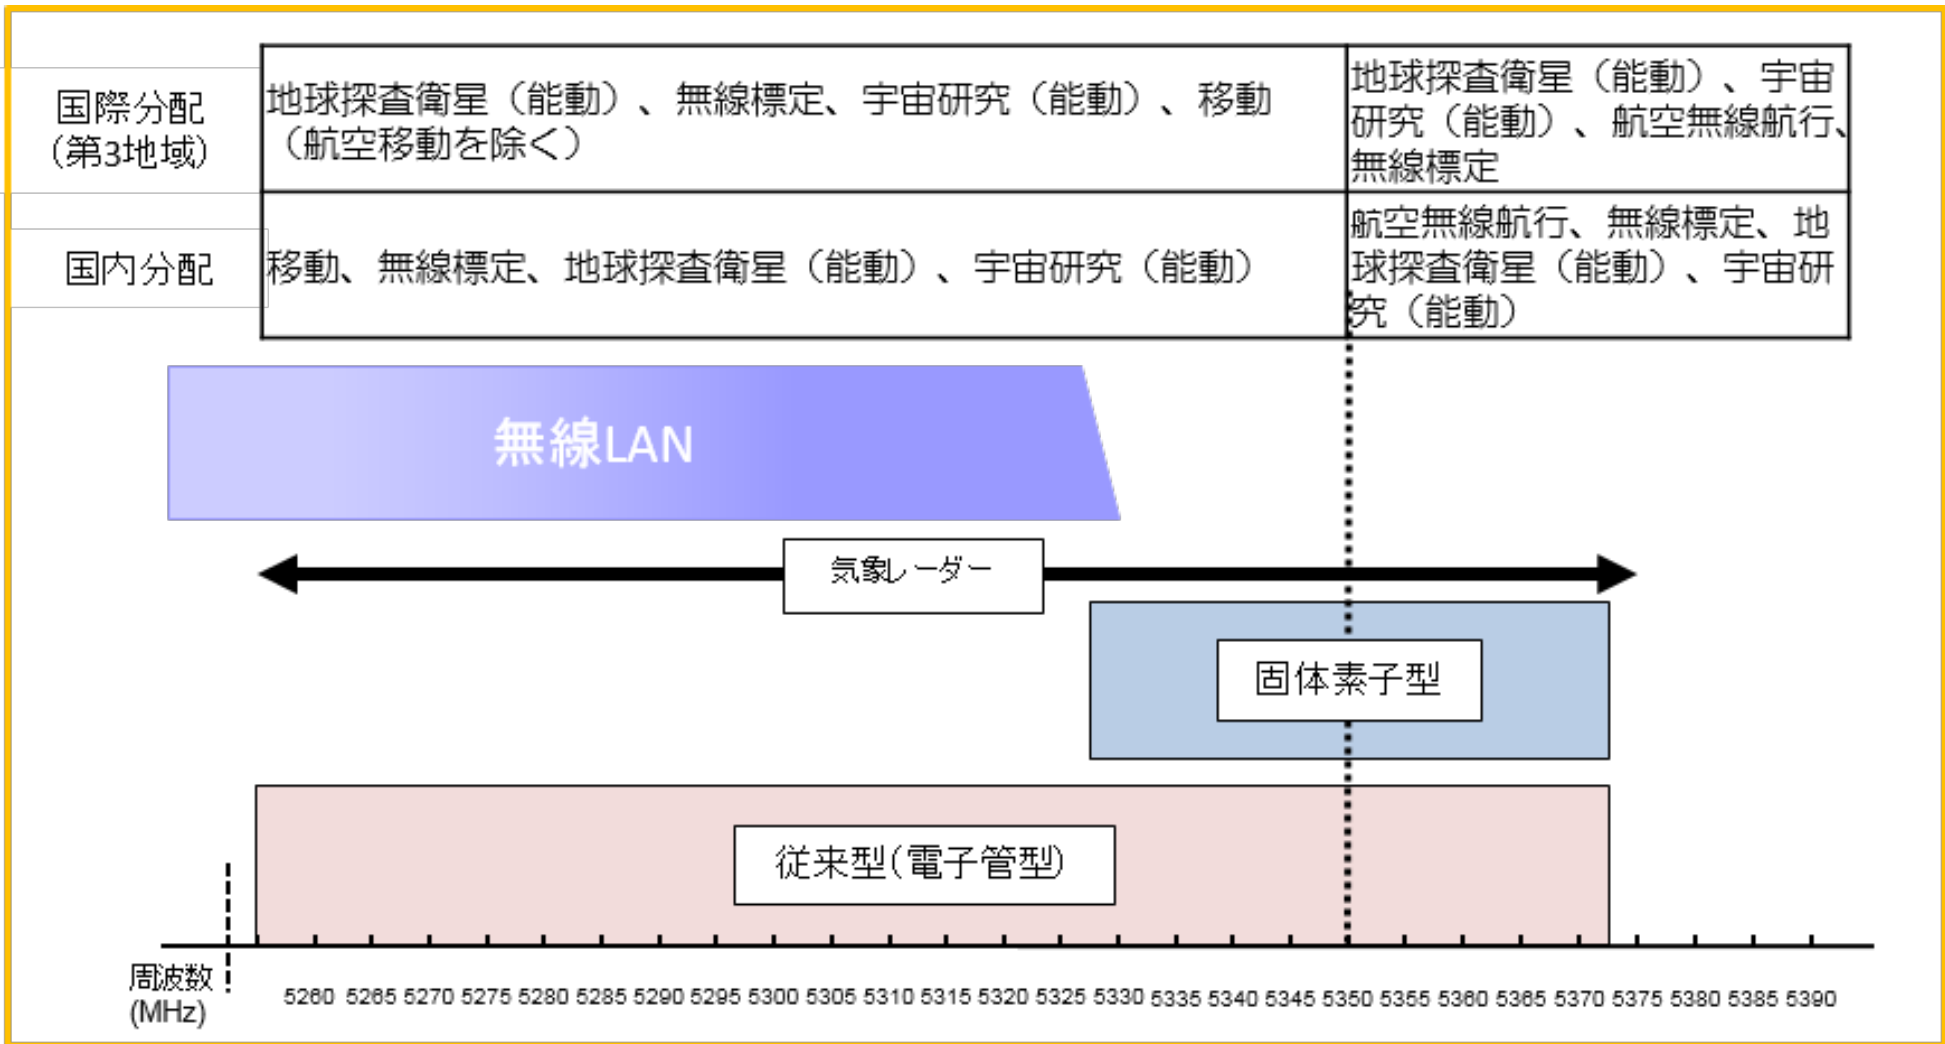 国際分配
(第3地域)
地球探査衛星（能動）、無線標定、宇宙研究（能動）、移動
（航空移動を除く）
地球探査衛星（能動）、宇宙
研究（能動）、航空無線航行、
無線標定
国内分配
移動、無線標定、地球探査衛星（能動）、宇宙研究（能動）
航空無線航行、無線標定、地
球探査衛星（能動）、宇宙研
究（能動）
無線LAN
気象レーダー
固体素子型
従来型(電子管型)
周波数
(MHz)
5260 5265 5270 5275 5280 5285 5290 5295 5300 5305 5310 5315 5320 5325 5330 5335 5340 5345 5350 5355 5360 5365 5370 5375 5380 5385 5390